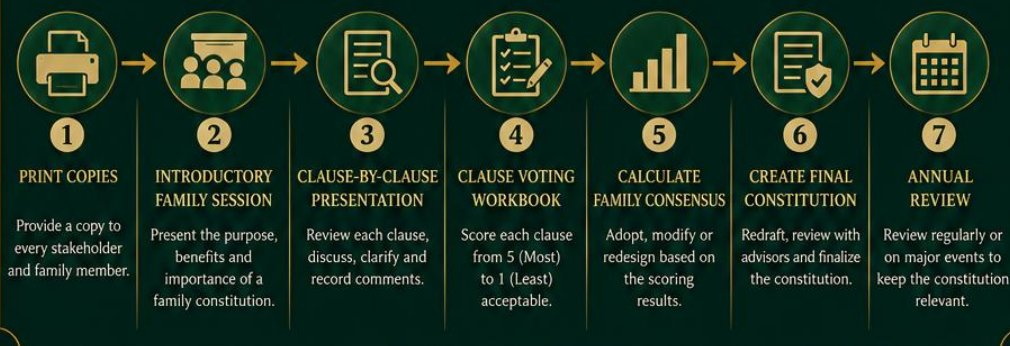 1
PRINT COPIES
Provide a copy to
every stakeholder
and family member.
2
INTRODUCTORY
FAMILY SESSION
Present the purpose,
benefits and
importance of a
family constitution.
3
CLAUSE-BY-CLAUSE
PRESENTATION
Review each clause,
discuss, clarify and
record comments.
4
CLAUSE VOTING
WORKBOOK
Score each clause
from 5 (Most)
to 1 (Least)
acceptable.
5
CALCULATE
FAMILY CONSENSUS
Adopt, modify or
redesign based on
the scoring
results.
6
CREATE FINAL
CONSTITUTION
Redraft, review with
advisors and finalize
the constitution.
7
ANNUAL
REVIEW
Review regularly or
on major events to
keep the constitution
relevant.